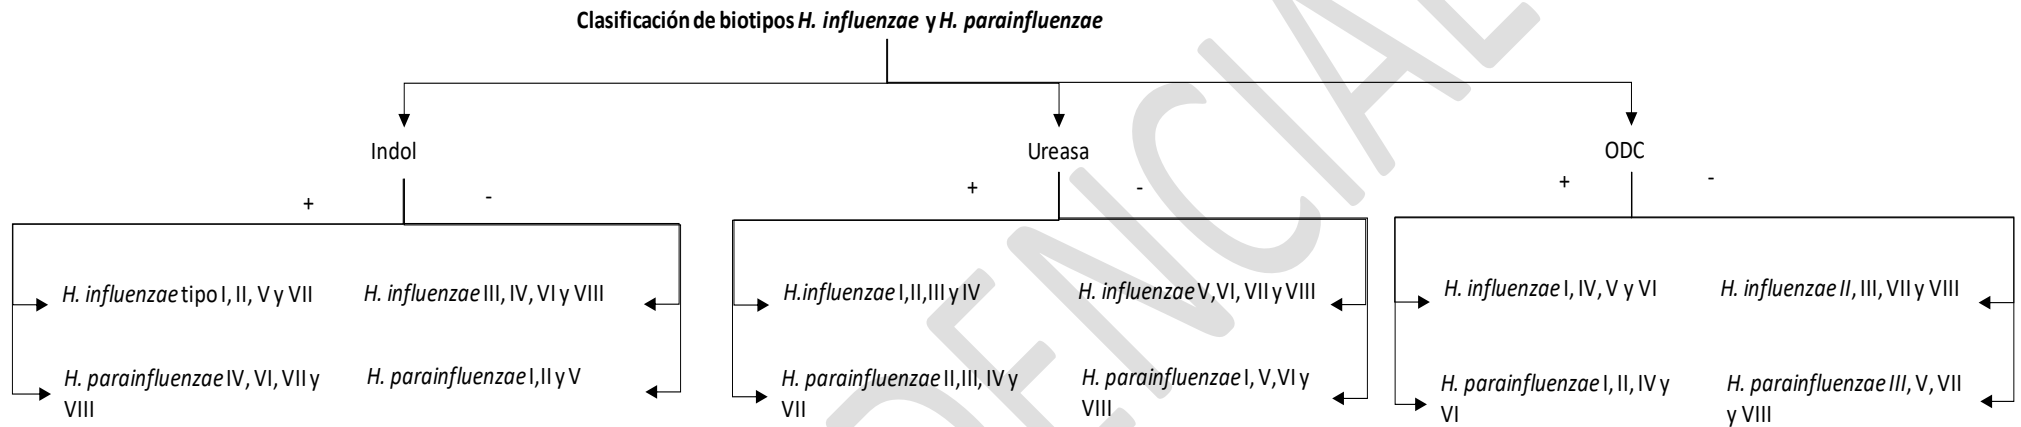 Clasificación de biotipos H. influenzae y H. parainfluenzae
Indol
+
-
H. influenzae tipo I, II, V y VII
H. influenzae III, IV, VI y VIII
H. parainfluenzae IV, VI, VII y
VIII
H. parainfluenzae I,II y V
Ureasa
+
-
H.influenzae I,II,III y IV
H. influenzae V,VI, VII y VIII
H. parainfluenzae II,III, IV y
VII
H. parainfluenzae I, V,VI y
VIII
ODC
+
-
H. influenzae I, IV, V y VI
H. influenzae II, III, VII y VIII
H. parainfluenzae I, II, IV y
VI
H. parainfluenzae III, V, VII
y VIII
DENCIAL